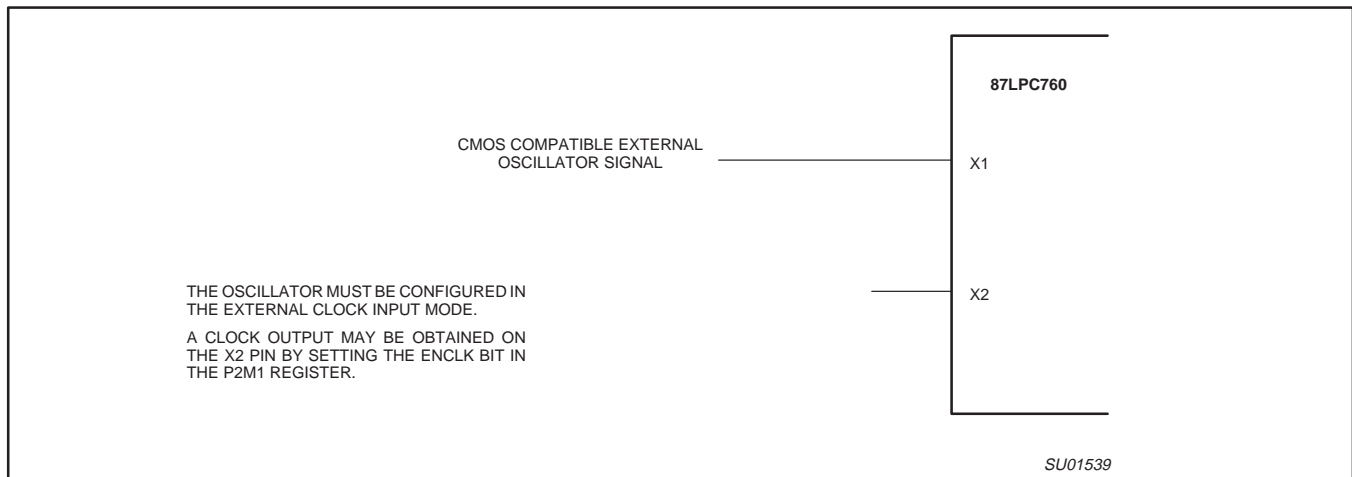 87LPC760
CMOS COMPATIBLE EXTERNAL
OSCILLATOR SIGNAL
X1
THE OSCILLATOR MUST BE CONFIGURED IN
THE EXTERNAL CLOCK INPUT MODE.
X2
A CLOCK OUTPUT MAY BE OBTAINED ON
THE X2 PIN BY SETTING THE ENCLK BIT IN
THE P2M1 REGISTER.
SU01539